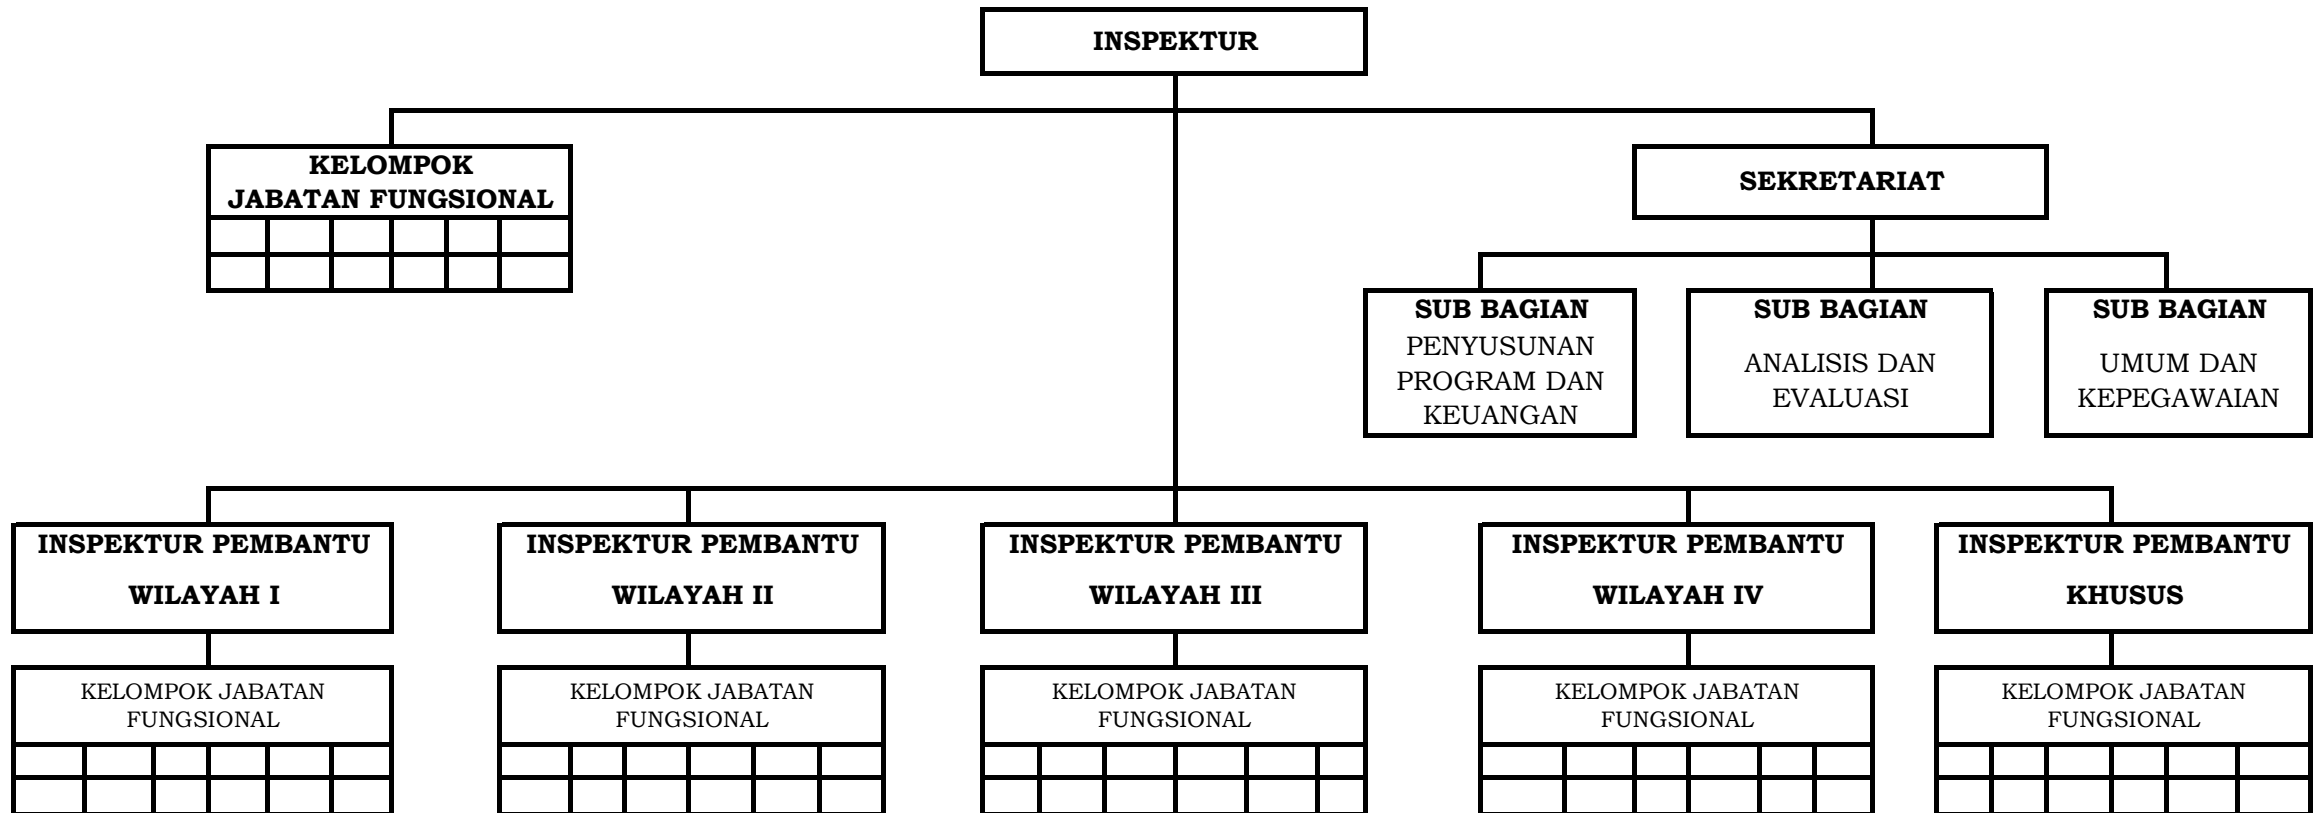 INSPEKTUR
KELOMPOK
JABATAN FUNGSIONAL
SEKRETARIAT
SUB BAGIAN
PENYUSUNAN
PROGRAM DAN
KEUANGAN
SUB BAGIAN
ANALISIS DAN
EVALUASI
SUB BAGIAN
UMUM DAN
KEPEGAWAIAN
INSPEKTUR PEMBANTU
WILAYAH I
INSPEKTUR PEMBANTU
WILAYAH II
INSPEKTUR PEMBANTU
WILAYAH III
INSPEKTUR PEMBANTU
WILAYAH IV
INSPEKTUR PEMBANTU
KHUSUS
KELOMPOK JABATAN
FUNGSIONAL
KELOMPOK JABATAN
FUNGSIONAL
KELOMPOK JABATAN
FUNGSIONAL
KELOMPOK JABATAN
FUNGSIONAL
KELOMPOK JABATAN
FUNGSIONAL